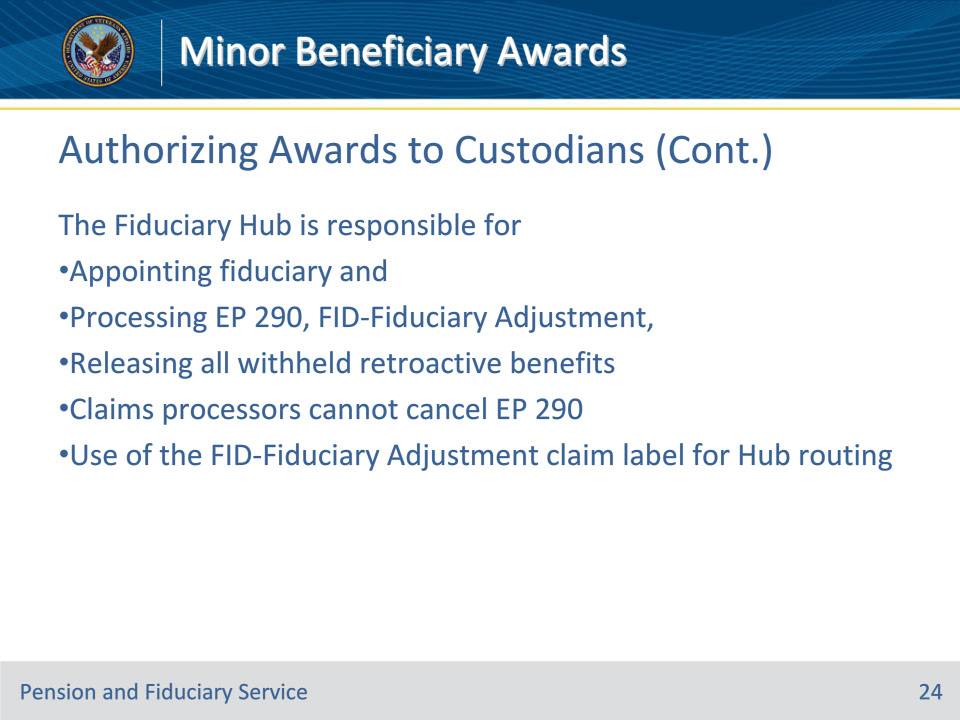 Minor Beneficiary Awards
Authorizing Awards to Custodians (Cont.)
The Fiduciary Hub is responsible for
•Appointing fiduciary and
•Processing EP 290, FID-Fiduciary Adjustment,
•Releasing all withheld retroactive benefits
•Claims processors cannot cancel EP 290
•Use of the FID-Fiduciary Adjustment claim label for Hub routing
Pension and Fiduciary Service
24